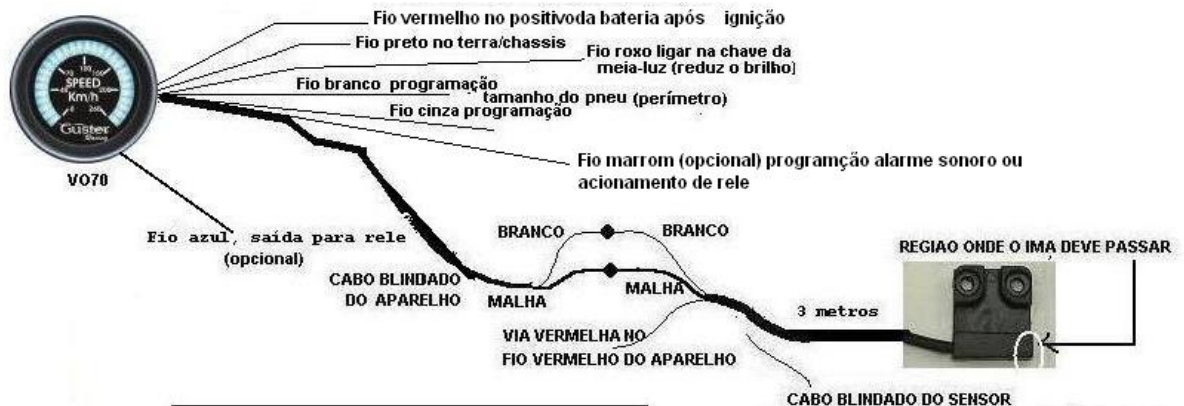 Fio vermelho no positivoda bateria após ignição
Fio preto no terra/chassis
Fio roxo ligar na chave da
meia-luz (reduz o brilho)
Fio branco programação
tamanho do pneu (perímetro)
Fio cinza programação
Fio marrom (opcional) programção alarme sonoro ou
acionamento de rele
SPEED
Km/h
Guster
VO70
Fio azul, saída para rele
(opcional)
BRANCO
BRANCO
CABO BLINDADO
DO APARELHO
MALHA
MALHA
VIA VERMELHA NO
FIO VERMELHO DO APARELHO
3 metros
REGIAO ONDE O IMA DEVE PASSAR
CABO BLINDADO DO SENSOR